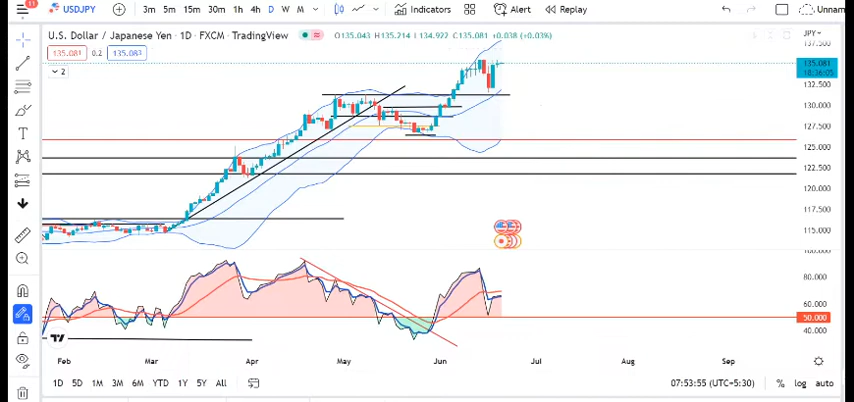 11
USDJPY
3m 5m 15m 30m 1h 4h D W M
Indicators
Alert
Replay
Unnam
U.S. Dollar / Japanese Yen · 1D · FXCM · TradingView
O135.043 H135.214 L134.922 C135.081 +0.038 (+0.03%)
JPY
135.081 0.2 135.083
2
137.500
135.081
132.500
130.000
127.500
125.000
122.500
120.000
117.500
115.000
80.000
60.000
50.000
40.000
Feb Mar Apr May Jun Jul Aug Sep
1D 5D 1M 3M 6M YTD 1Y 5Y All
07:53:55 (UTC+5:30)
% log auto